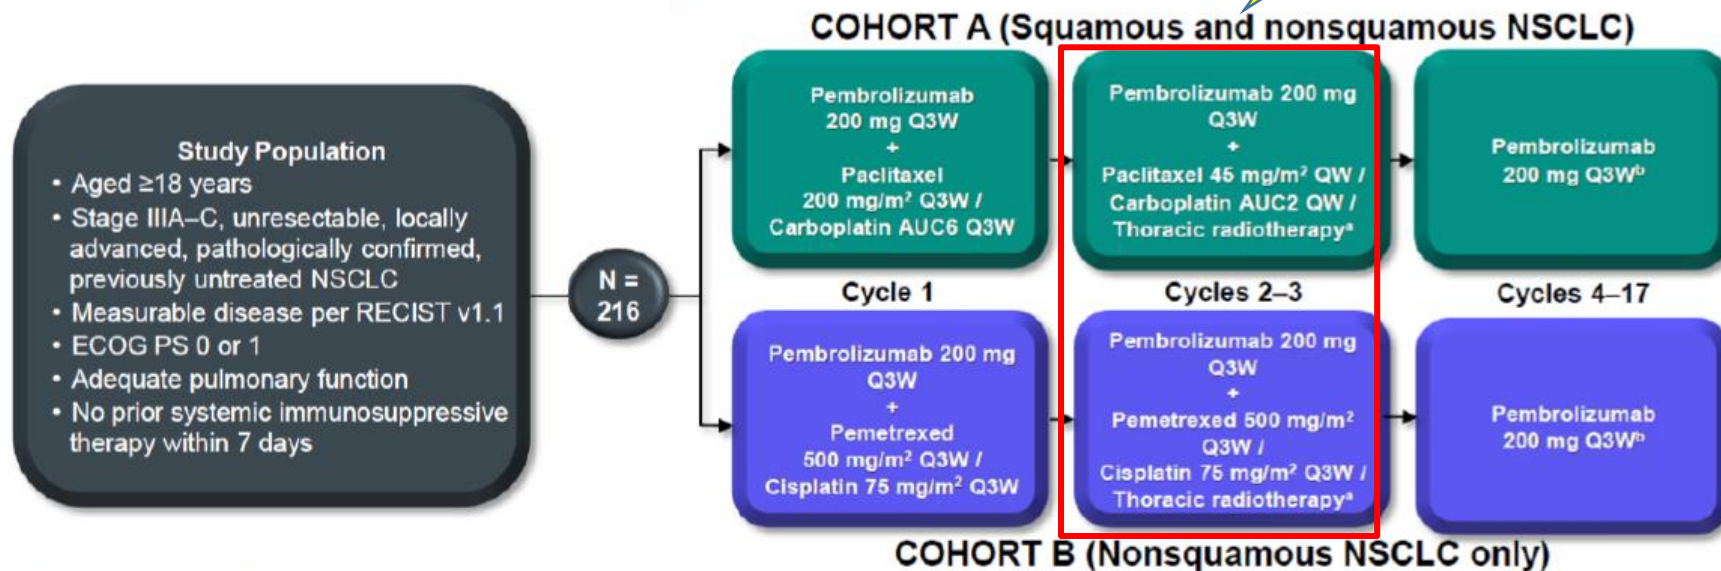 COHORT A (Squamous and nonsquamous NSCLC)
Study Population
• Aged ≥18 years
• Stage IIIA–C, unresectable, locally
advanced, pathologically confirmed,
previously untreated NSCLC
• Measurable disease per RECIST v1.1
• ECOG PS 0 or 1
• Adequate pulmonary function
• No prior systemic immunosuppressive
therapy within 7 days
N =
216
Pembrolizumab
200 mg Q3W
+
Paclitaxel
200 mg/m² Q3W /
Carboplatin AUC6 Q3W
Pembrolizumab 200 mg
Q3W
+
Paclitaxel 45 mg/m² QW /
Carboplatin AUC2 QW /
Thoracic radiotherapyᵃ
Pembrolizumab
200 mg Q3Wᵇ
Cycle 1
Cycles 2–3
Cycles 4–17
Pembrolizumab 200 mg
Q3W
+
Pemetrexed
500 mg/m² Q3W /
Cisplatin 75 mg/m² Q3W
Pembrolizumab 200 mg
Q3W
+
Pemetrexed 500 mg/m²
Q3W /
Cisplatin 75 mg/m² Q3W /
Thoracic radiotherapyᵃ
Pembrolizumab
200 mg Q3Wᵇ
COHORT B (Nonsquamous NSCLC only)